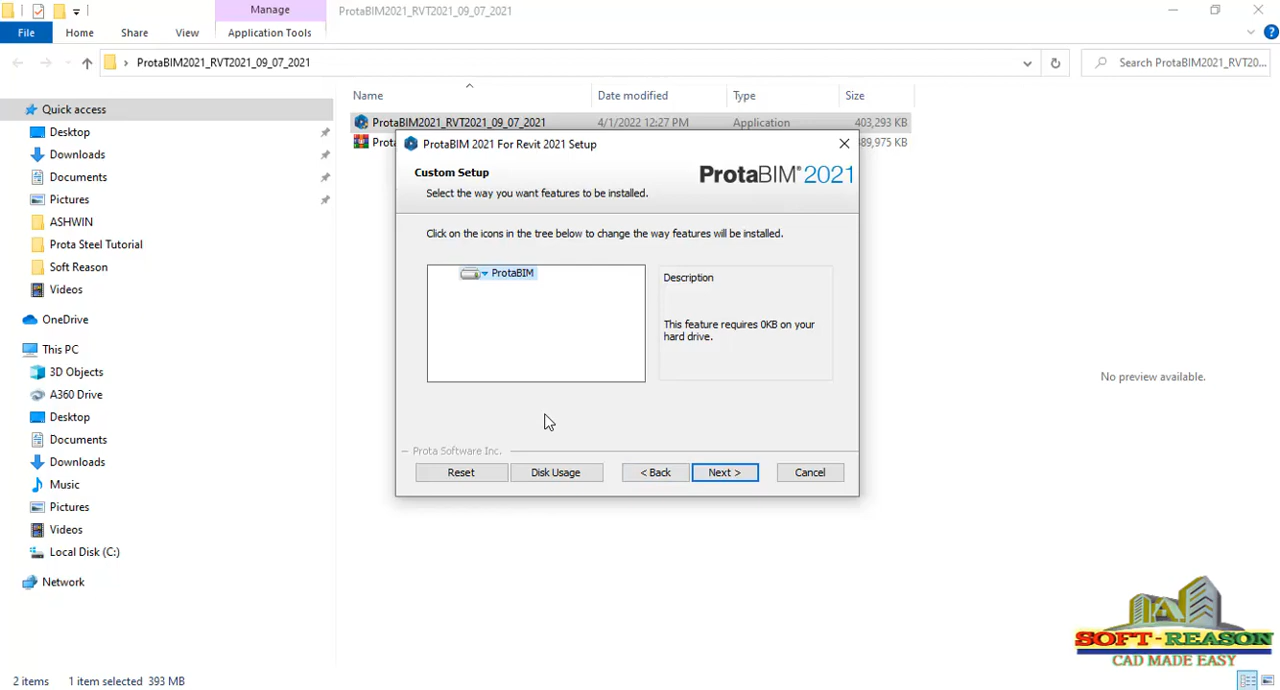 Manage
ProtaBIM2021_RVT2021_09_07_2021
File
Home
Share
View
Application Tools
ProtaBIM2021_RVT2021_09_07_2021
Search ProtaBIM2021_RVT20...
Quick access
Desktop
Downloads
Documents
Pictures
ASHWIN
Prota Steel Tutorial
Soft Reason
Videos
OneDrive
This PC
3D Objects
A360 Drive
Desktop
Documents
Downloads
Music
Pictures
Videos
Local Disk (C:)
Network
Name
Date modified
Type
Size
ProtaBIM2021_RVT2021_09_07_2021
4/1/2022 12:27 PM
Application
403,293 KB
Prota
89,975 KB
ProtaBIM 2021 For Revit 2021 Setup
Custom Setup
Select the way you want features to be installed.
ProtaBIM® 2021
Click on the icons in the tree below to change the way features will be installed.
ProtaBIM
Description
This feature requires 0KB on your
hard drive.
Prota Software Inc.
Reset
Disk Usage
< Back
Next >
Cancel
No preview available.
SOFT-REASON
CAD MADE EASY
2 items
1 item selected 393 MB